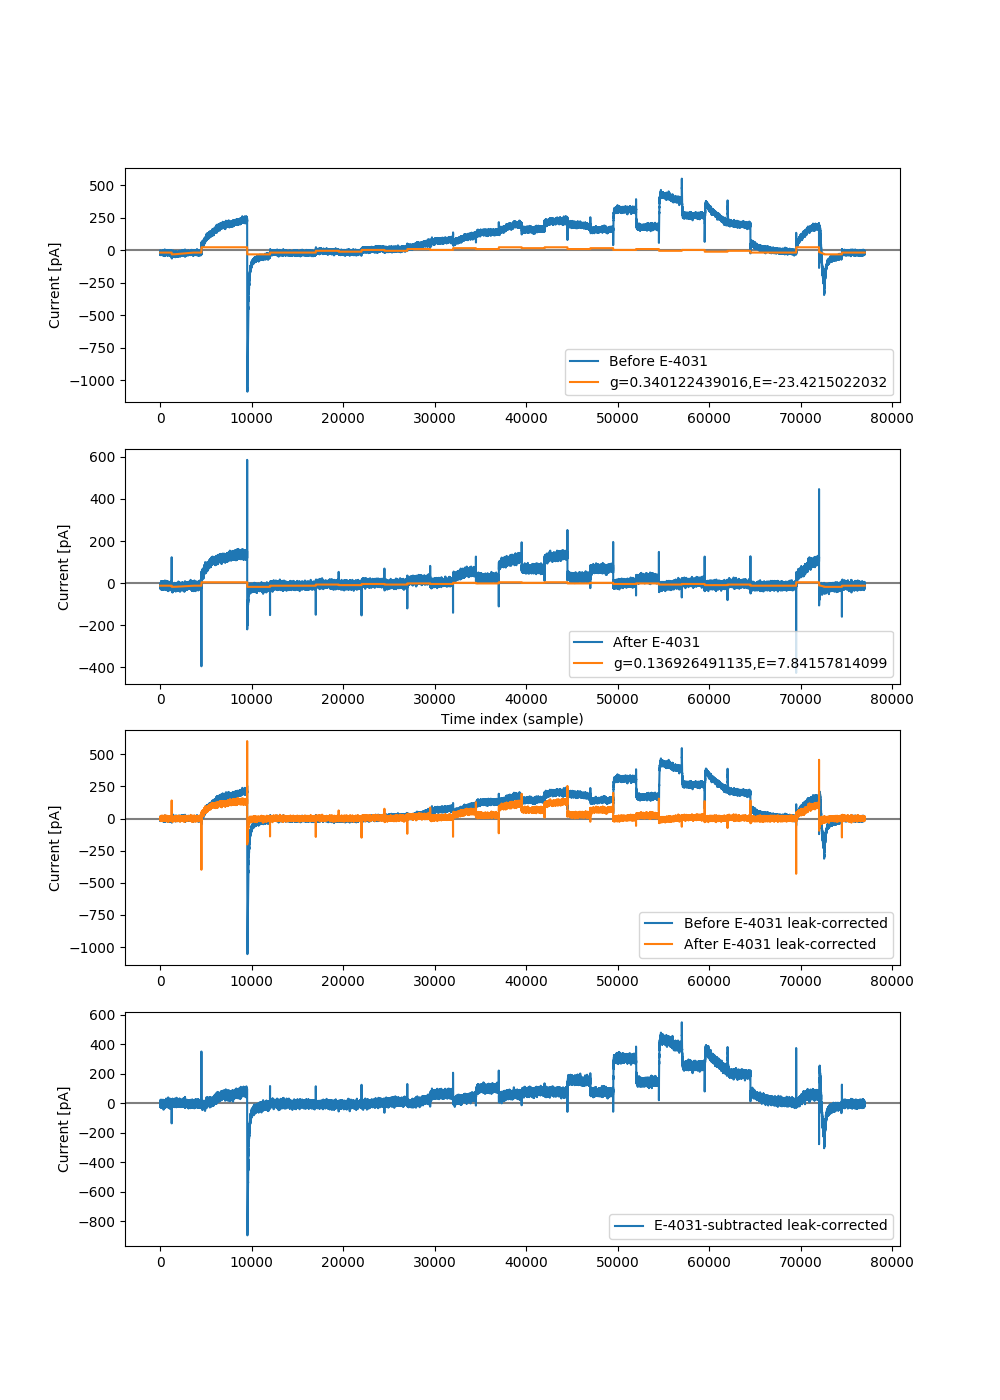 500
250
0
−250
−500
−750
−1000
Current [pA]
Before E-4031
g=0.340122439016,E=-23.4215022032
0 10000 20000 30000 40000 50000 60000 70000 80000
600
400
200
0
−200
−400
Current [pA]
After E-4031
g=0.136926491135,E=7.84157814099
0 10000 20000 30000 40000 50000 60000 70000 80000
Time index (sample)
500
250
0
−250
−500
−750
−1000
Current [pA]
Before E-4031 leak-corrected
After E-4031 leak-corrected
0 10000 20000 30000 40000 50000 60000 70000 80000
600
400
200
0
−200
−400
−600
−800
Current [pA]
E-4031-subtracted leak-corrected
0 10000 20000 30000 40000 50000 60000 70000 80000